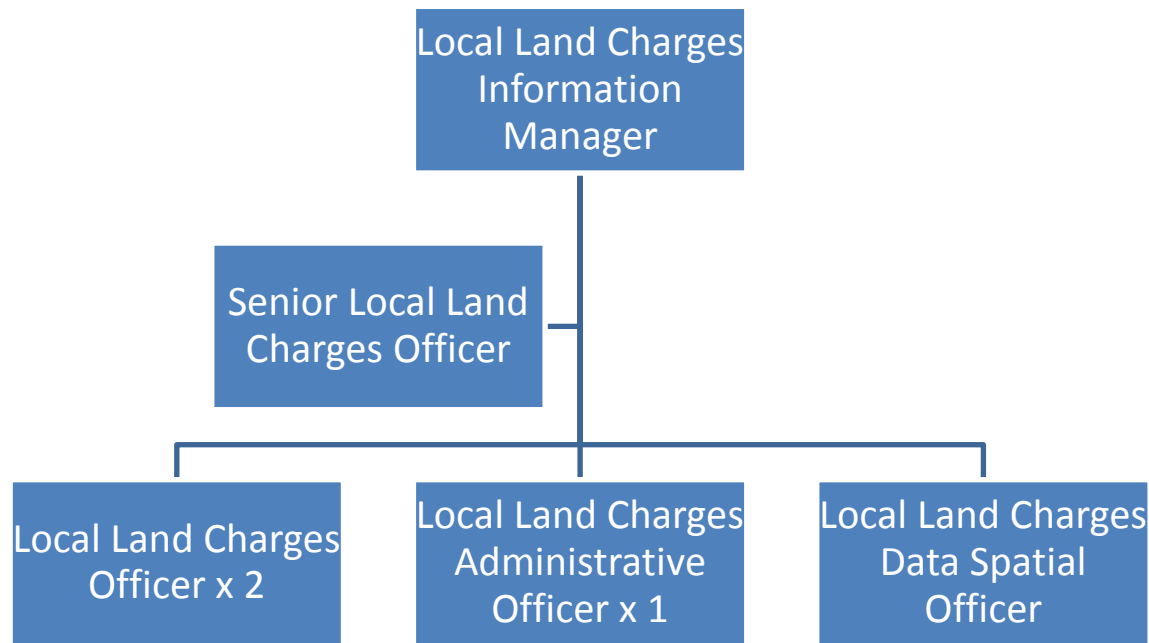 Local Land Charges
Information
Manager
Senior Local Land
Charges Officer
Local Land Charges
Officer x 2
Local Land Charges
Administrative
Officer x 1
Local Land Charges
Data Spatial
Officer